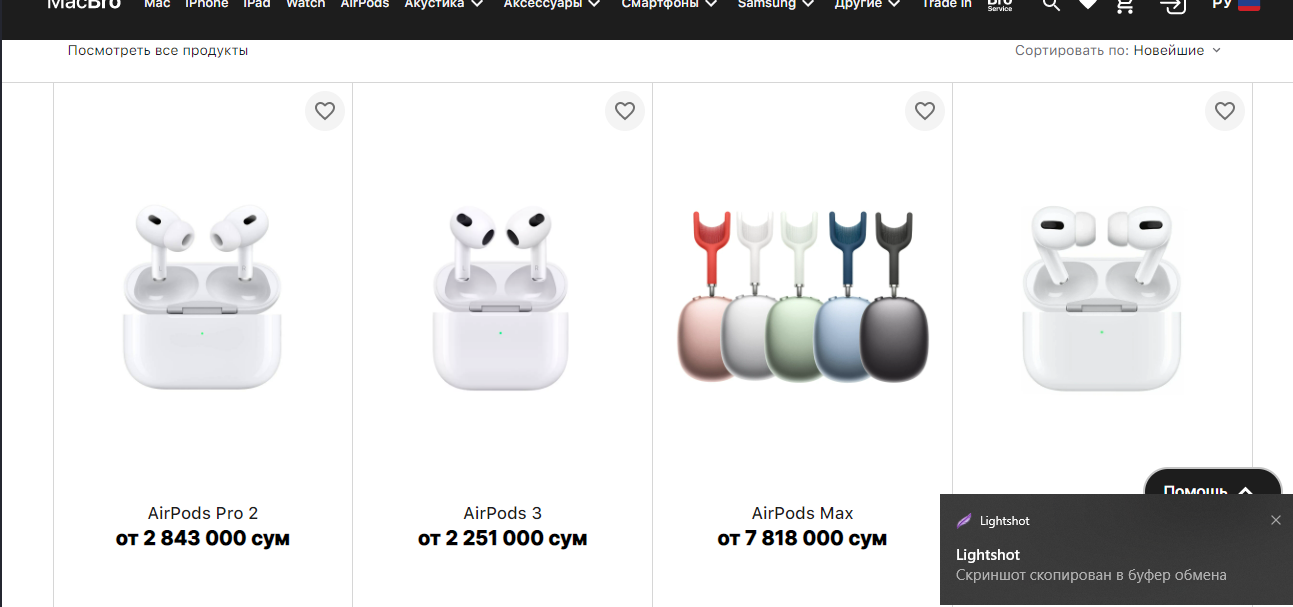 MacBro Mac iPhone iPad Watch AirPods Акустика Аксессуары Смартфоны Samsung Другие Trade In Bro Service РУ
Посмотреть все продукты
Сортировать по: Новейшие
AirPods Pro 2
от 2 843 000 сум
AirPods 3
от 2 251 000 сум
AirPods Max
от 7 818 000 сум
Помощь
Lightshot
Lightshot
Скриншот скопирован в буфер обмена